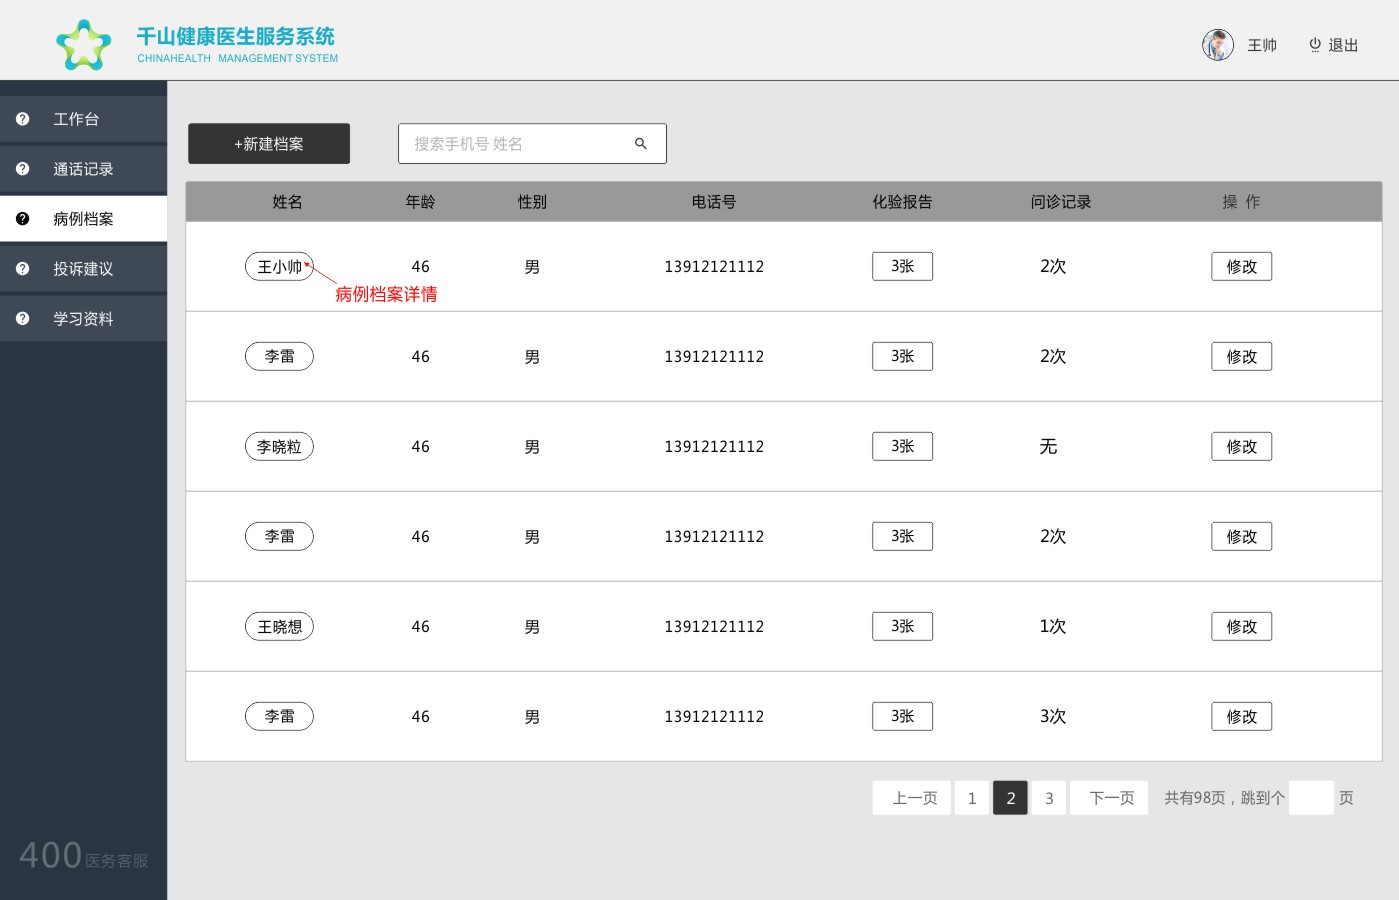 千山健康医生服务系统
CHINAHEALTH MANAGEMENT SYSTEM
王帅 退出
工作台
通话记录
病例档案
投诉建议
学习资料
400医务客服
+新建档案
搜索手机号 姓名
姓名 年龄 性别 电话号 化验报告 问诊记录 操 作
王小帅 46 男 13912121112 3张 2次 修改
病例档案详情
李雷 46 男 13912121112 3张 2次 修改
李晓粒 46 男 13912121112 3张 无 修改
李雷 46 男 13912121112 3张 2次 修改
王晓想 46 男 13912121112 3张 1次 修改
李雷 46 男 13912121112 3张 3次 修改
上一页 1 2 3 下一页 共有98页，跳到个 页